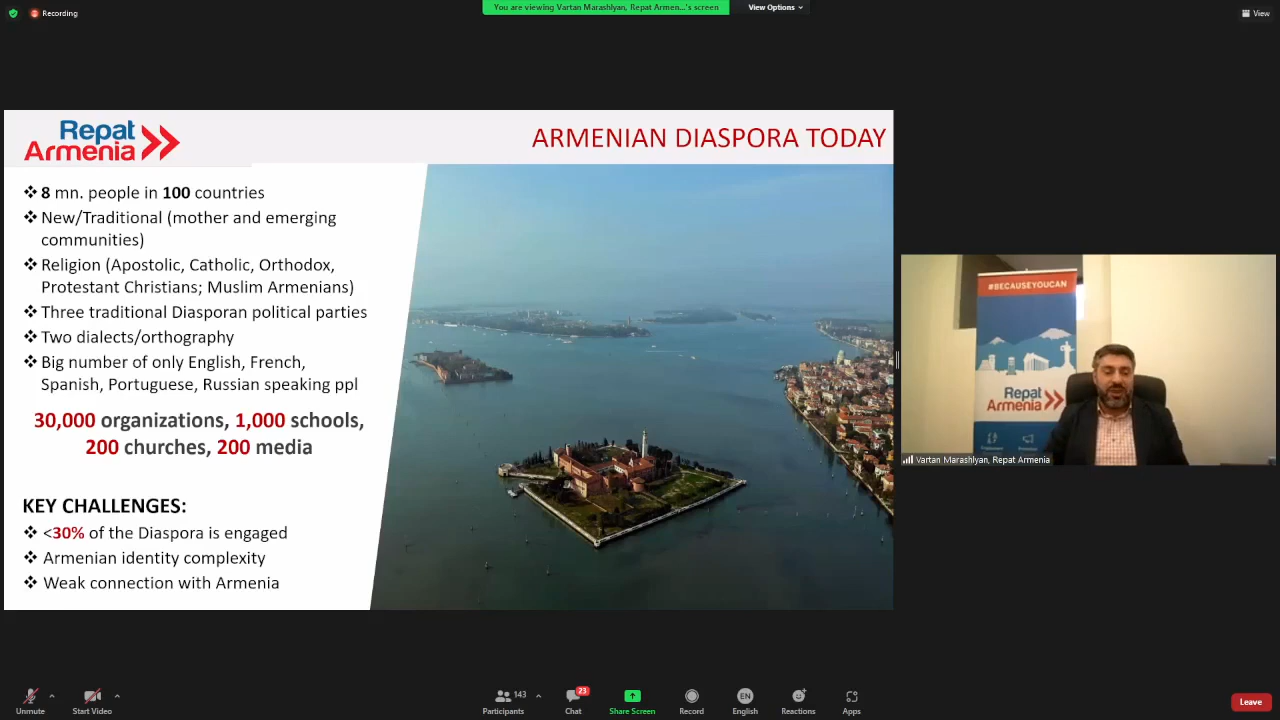 Recording
You are viewing Vartan Marashlyan, Repat Armen...'s screen
View Options
View
Repat
Armenia
ARMENIAN DIASPORA TODAY
❖ 8 mn. people in 100 countries
❖ New/Traditional (mother and emerging
communities)
❖ Religion (Apostolic, Catholic, Orthodox,
Protestant Christians; Muslim Armenians)
❖ Three traditional Diasporan political parties
❖ Two dialects/orthography
❖ Big number of only English, French,
Spanish, Portuguese, Russian speaking ppl
30,000 organizations, 1,000 schools,
200 churches, 200 media
KEY CHALLENGES:
❖ <30% of the Diaspora is engaged
❖ Armenian identity complexity
❖ Weak connection with Armenia
#BECAUSEYOUCAN
Repat
Armenia
Vartan Marashlyan, Repat Armenia
Unmute
Start Video
143
Participants
23
Chat
Share Screen
Record
EN
English
Reactions
Apps
Leave